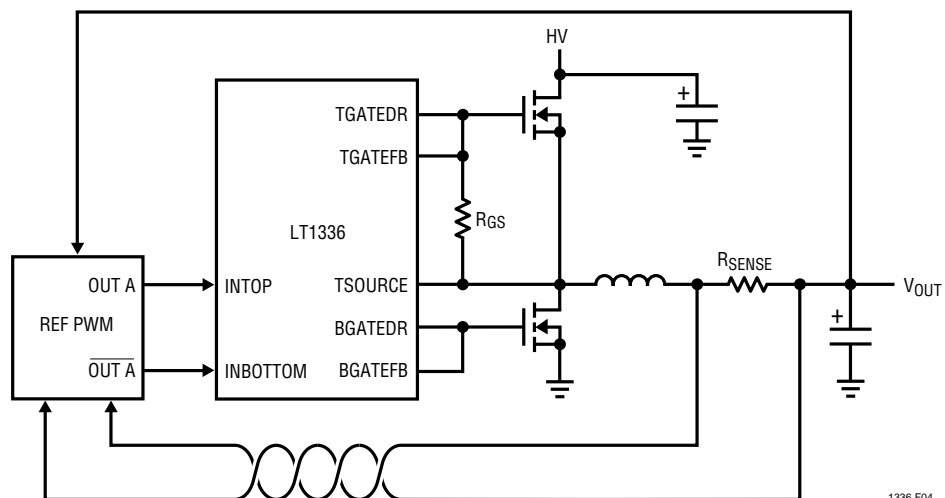 HV
+
TGATEDR
TGATEFB
RGS
LT1336
OUT A
INTOP
TSOURCE
RSENSE
VOUT
REF PWM
BGATEDR
+
OUT A
INBOTTOM
BGATEFB
1336 F04